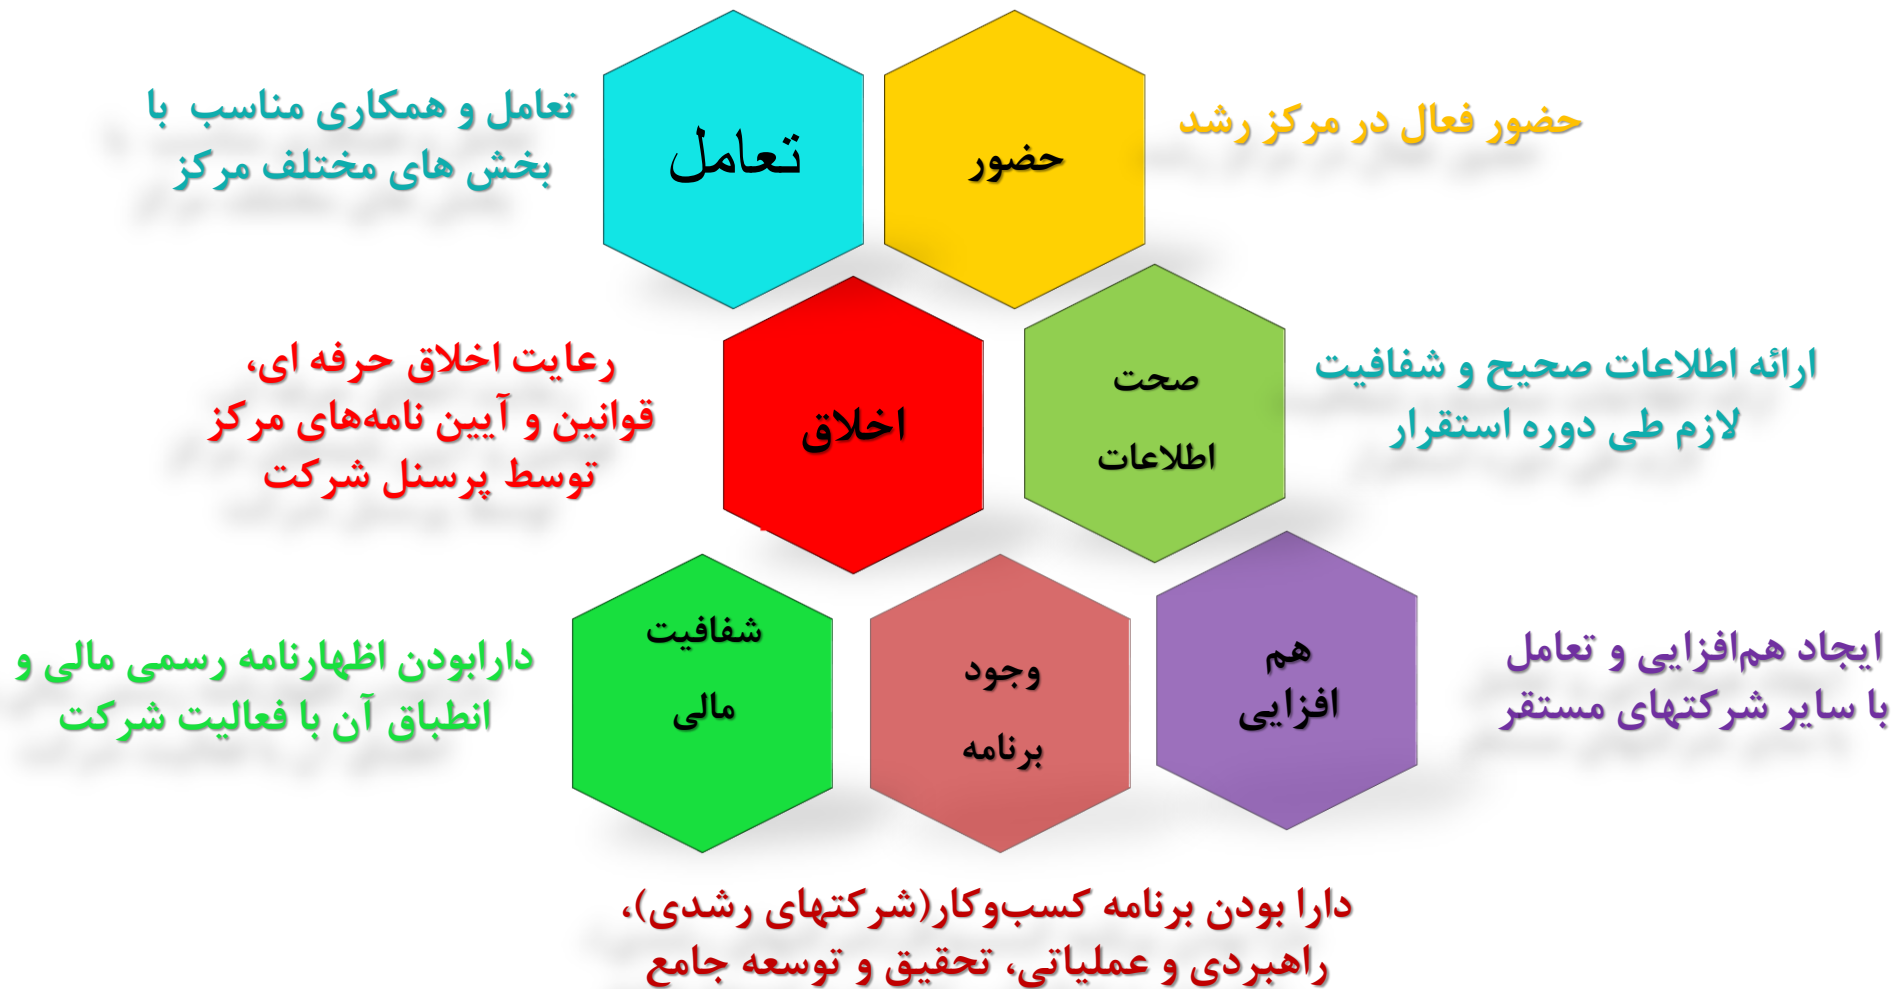 حضور
حضور فعال در مرکز رشد
تعامل
تعامل و همکاری مناسب  با
بخش های مختلف مرکز
صحت
اطلاعات
ارائه اطلاعات صحیح و شفافیت
لازم طی دوره استقرار
اخلاق
رعایت اخلاق حرفه ای،
قوانین و آیین نامه‌های مرکز
توسط پرسنل شرکت
هم
افزایی
ایجاد هم‌افزایی و تعامل
با سایر شرکتهای مستقر
وجود
برنامه
دارا بودن برنامه کسب‌وکار(شرکتهای رشدی)،
راهبردی و عملیاتی، تحقیق و توسعه جامع
شفافیت
مالی
دارابودن اظهارنامه رسمی مالی و
انطباق آن با فعالیت شرکت